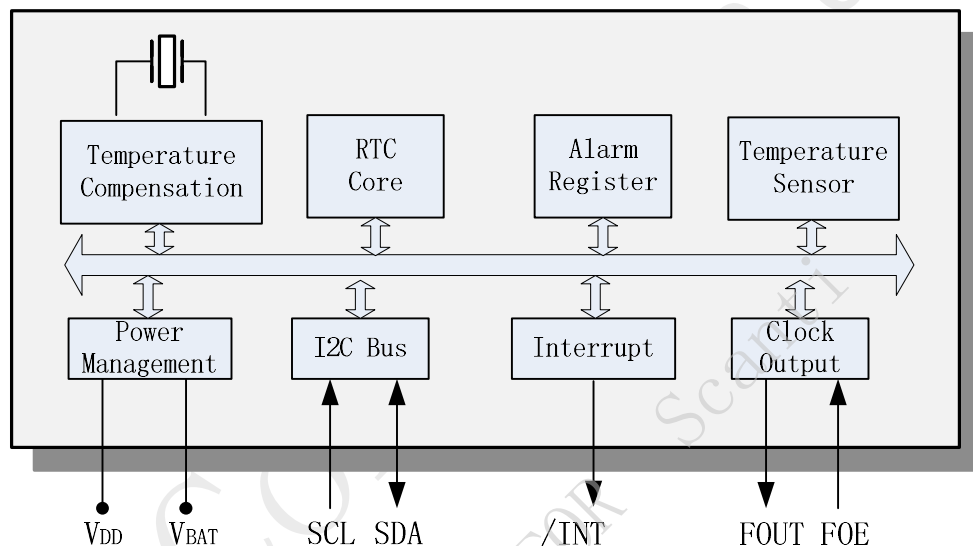 Temperature
Compensation
RTC
Core
Alarm
Register
Temperature
Sensor
Power
Management
I2C Bus
Interrupt
Clock
Output
VDD
VBAT
SCL
SDA
/INT
FOUT
FOE
Scanti